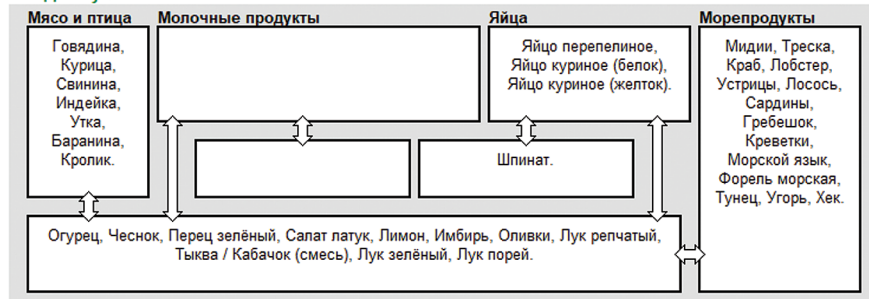 Мясо и птица
Говядина,
Курица,
Свинина,
Индейка,
Утка,
Баранина,
Кролик.
Молочные продукты
Яйца
Яйцо перепелиное,
Яйцо куриное (белок),
Яйцо куриное (желток).
Шпинат.
Морепродукты
Мидии, Треска,
Краб, Лобстер,
Устрицы, Лосось,
Сардины,
Гребешок,
Креветки,
Морской язык,
Форель морская,
Тунец, Угорь, Хек.
Огурец, Чеснок, Перец зелёный, Салат латук, Лимон, Имбирь, Оливки, Лук репчатый,
Тыква / Кабачок (смесь), Лук зелёный, Лук порей.